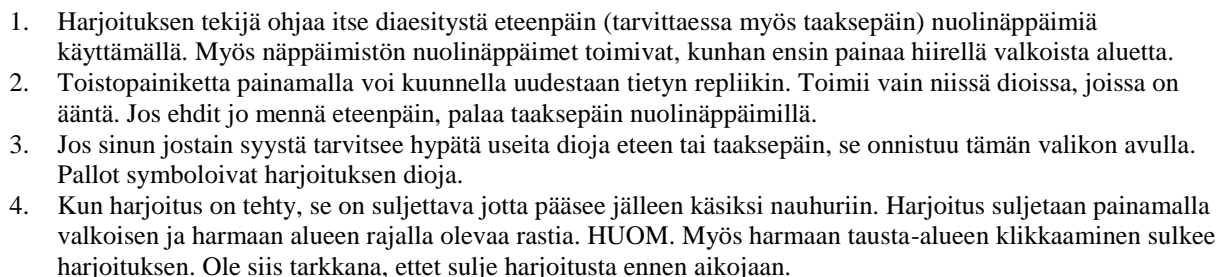 1. Harjoituksen tekijä ohjaa itse diaesitystä eteenpäin (tarvittaessa myös taaksepäin) nuolinäppäimiä
käyttämällä. Myös näppäimistön nuolinäppäimet toimivat, kunhan ensin painaa hiirellä valkoista aluetta.
2. Toistopainiketta painamalla voi kuunnella uudestaan tietyn repliikin. Toimii vain niissä dioissa, joissa on
ääntä. Jos ehdit jo mennä eteenpäin, palaa taaksepäin nuolinäppäimillä.
3. Jos sinun jostain syystä tarvitsee hypätä useita dioja eteen tai taaksepäin, se onnistuu tämän valikon avulla.
Pallot symboloivat harjoituksen dioja.
4. Kun harjoitus on tehty, se on suljettava jotta pääsee jälleen käsiksi nauhuriin. Harjoitus suljetaan painamalla
valkoisen ja harmaan alueen rajalla olevaa rastia. HUOM. Myös harmaan tausta-alueen klikkaaminen sulkee
harjoituksen. Ole siis tarkkana, ettet sulje harjoitusta ennen aikojaan.